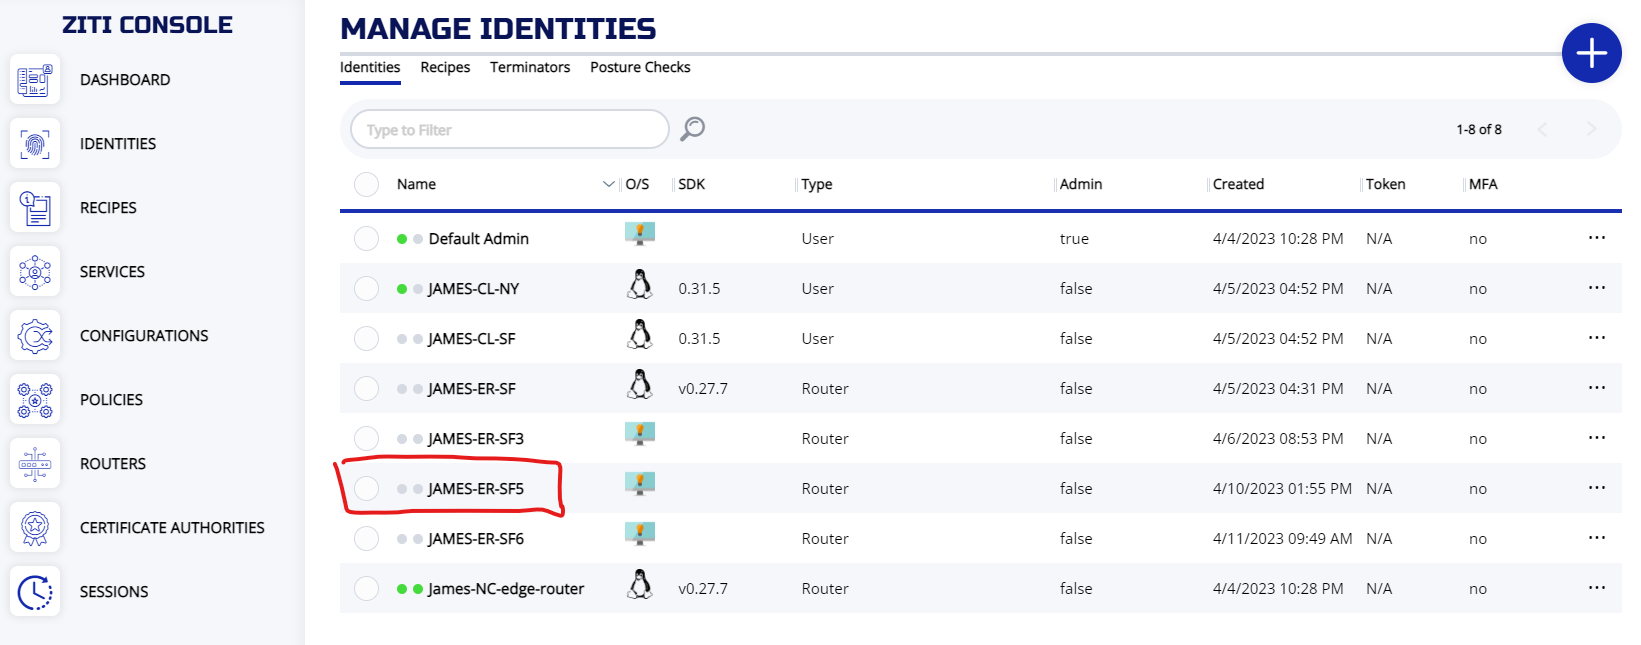 ZITI CONSOLE
DASHBOARD
IDENTITIES
RECIPES
SERVICES
CONFIGURATIONS
POLICIES
ROUTERS
CERTIFICATE AUTHORITIES
SESSIONS
MANAGE IDENTITIES
Identities Recipes Terminators Posture Checks
Type to Filter 1-8 of 8
Name O/S SDK Type Admin Created Token MFA
Default Admin User true 4/4/2023 10:28 PM N/A no ...
JAMES-CL-NY 0.31.5 User false 4/5/2023 04:52 PM N/A no ...
JAMES-CL-SF 0.31.5 User false 4/5/2023 04:52 PM N/A no ...
JAMES-ER-SF v0.27.7 Router false 4/5/2023 04:31 PM N/A no ...
JAMES-ER-SF3 Router false 4/6/2023 08:53 PM N/A no ...
JAMES-ER-SF5 Router false 4/10/2023 01:55 PM N/A no ...
JAMES-ER-SF6 Router false 4/11/2023 09:49 AM N/A no ...
James-NC-edge-router v0.27.7 Router false 4/4/2023 10:28 PM N/A no ...